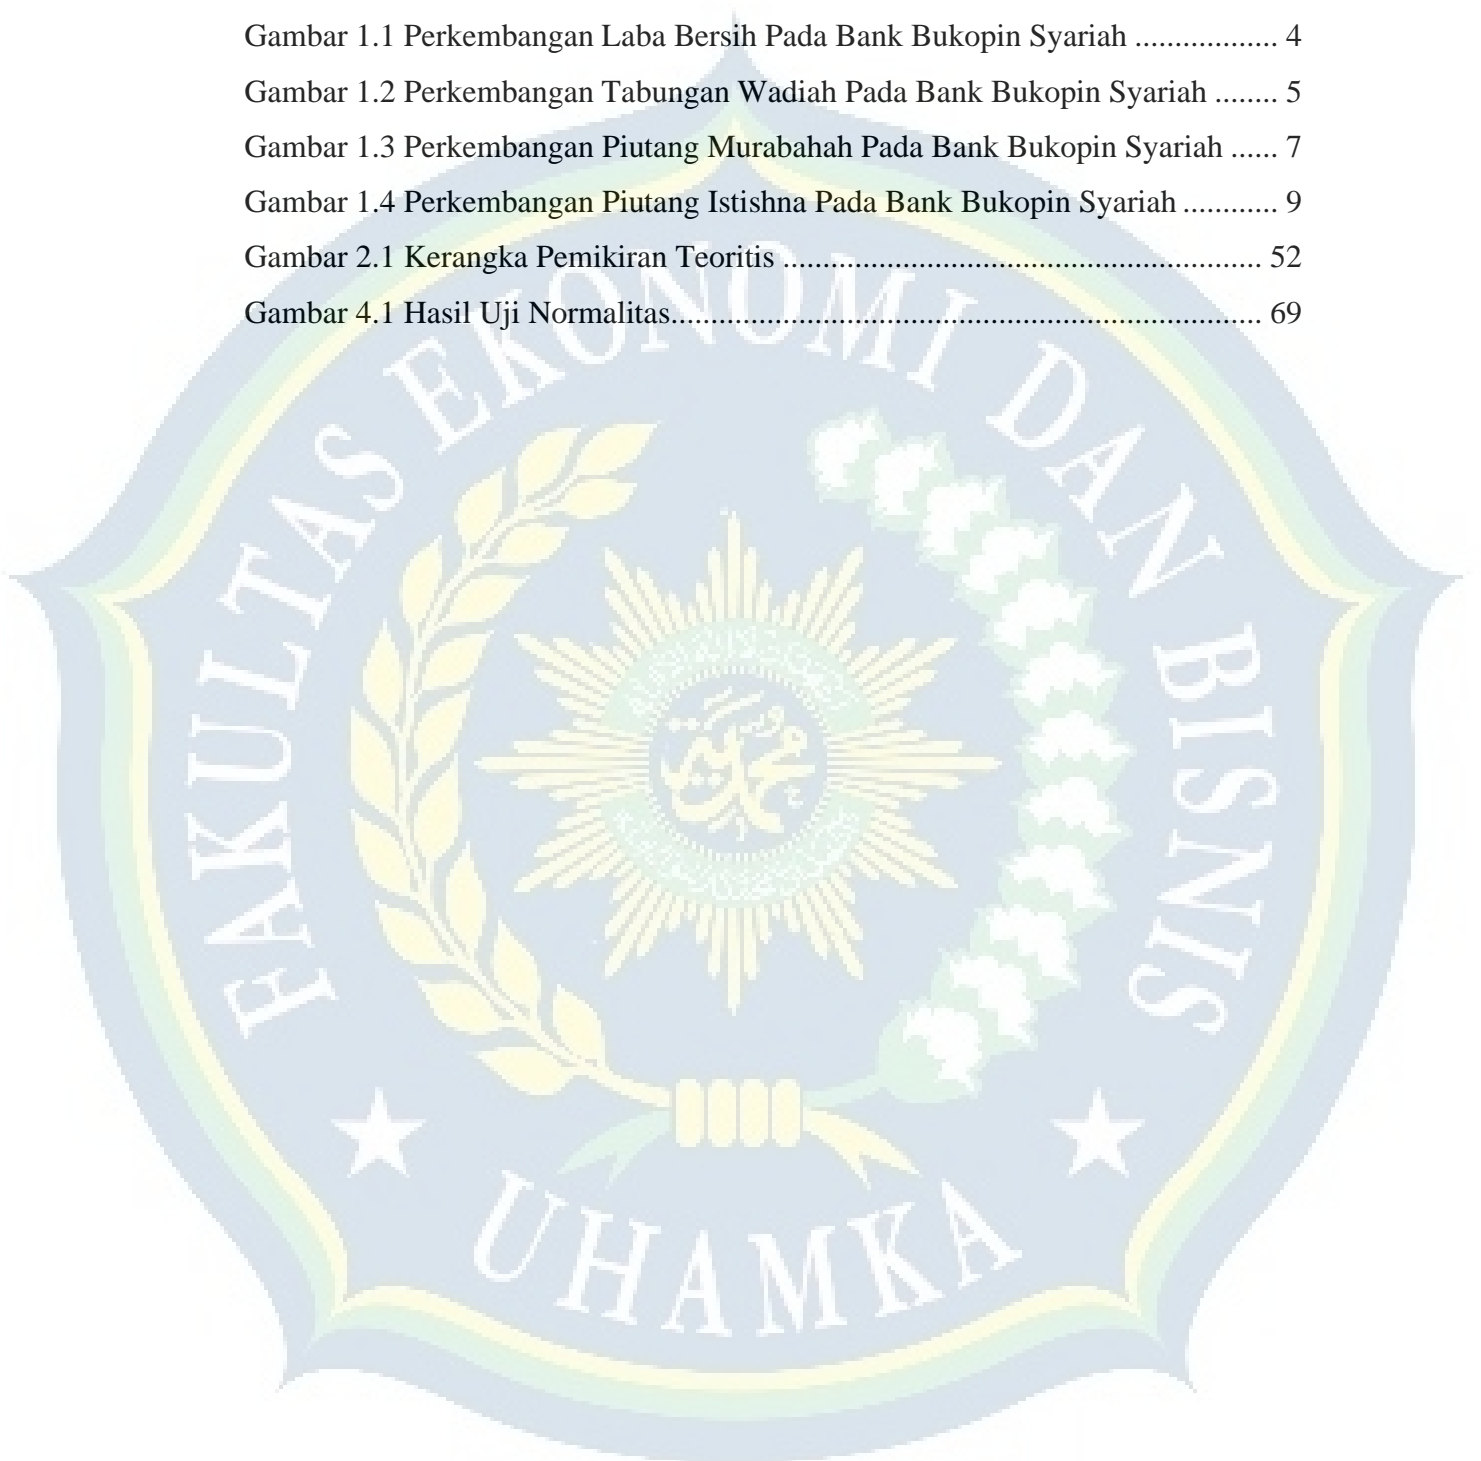 Gambar 1.1 Perkembangan Laba Bersih Pada Bank Bukopin Syariah .................. 4
Gambar 1.2 Perkembangan Tabungan Wadiah Pada Bank Bukopin Syariah ........ 5
Gambar 1.3 Perkembangan Piutang Murabahah Pada Bank Bukopin Syariah ...... 7
Gambar 1.4 Perkembangan Piutang Istishna Pada Bank Bukopin Syariah ............ 9
Gambar 2.1 Kerangka Pemikiran Teoritis ............................................................ 52
Gambar 4.1 Hasil Uji Normalitas.......................................................................... 69
FAKULTAS EKONOMI DAN BISNIS
UHAMKA